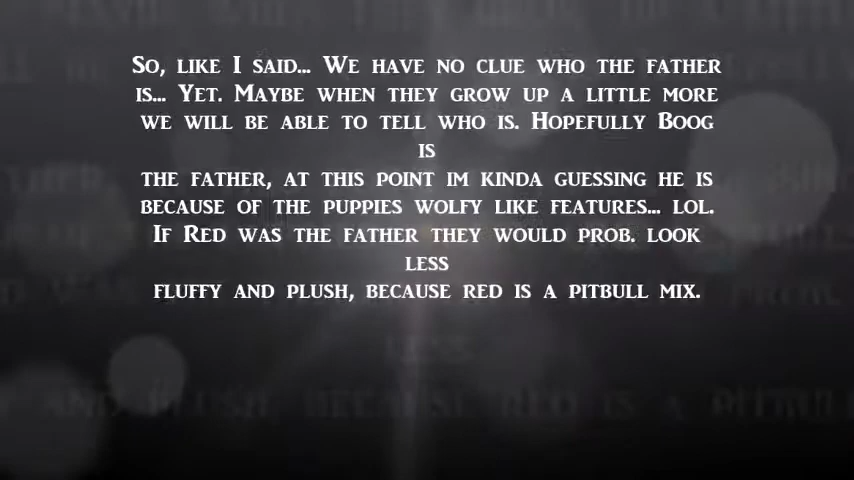 So, like I said... We have no clue who the father
is... Yet. Maybe when they grow up a little more
we will be able to tell who is. Hopefully Boog
is
the father, at this point im kinda guessing he is
because of the puppies wolfy like features... lol.
If Red was the father they would prob. look
less
fluffy and plush, because red is a pitbull mix.